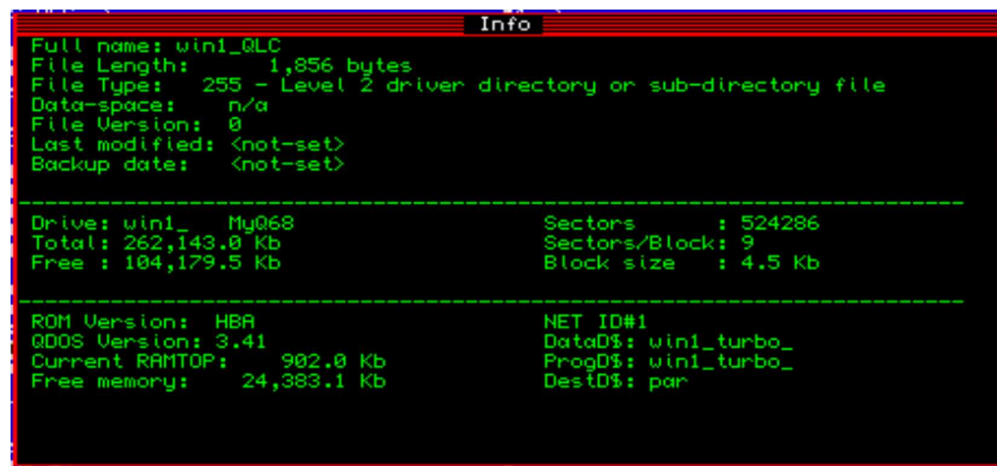 Info
Full name: win1_QLC
File Length: 1,856 bytes
File Type: 255 - Level 2 driver directory or sub-directory file
Data-space: n/a
File Version: 0
Last modified: <not-set>
Backup date: <not-set>
Drive: win1_ MyQ68 Sectors : 524286
Total: 262,143.0 Kb Sectors/Block: 9
Free : 104,179.5 Kb Block size : 4.5 Kb
ROM Version: HBA NET ID#1
QDOS Version: 3.41 DataD$: win1_turbo_
Current RAMTOP: 902.0 Kb ProgD$: win1_turbo_
Free memory: 24,383.1 Kb DestD$: par